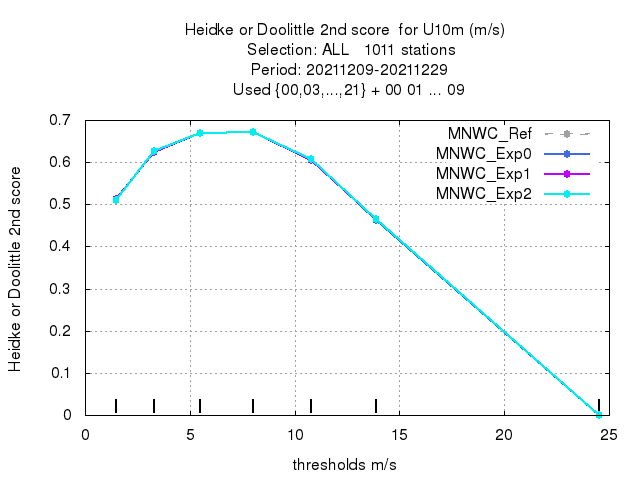 Heidke or Doolittle 2nd score  for U10m (m/s)
Selection: ALL   1011 stations
Period: 20211209-20211229
Used {00,03,...,21} + 00 01 ... 09
MNWC_Ref
MNWC_Exp0
MNWC_Exp1
MNWC_Exp2
Heidke or Doolittle 2nd score
0.7
0.6
0.5
0.4
0.3
0.2
0.1
0
0 5 10 15 20 25
thresholds m/s